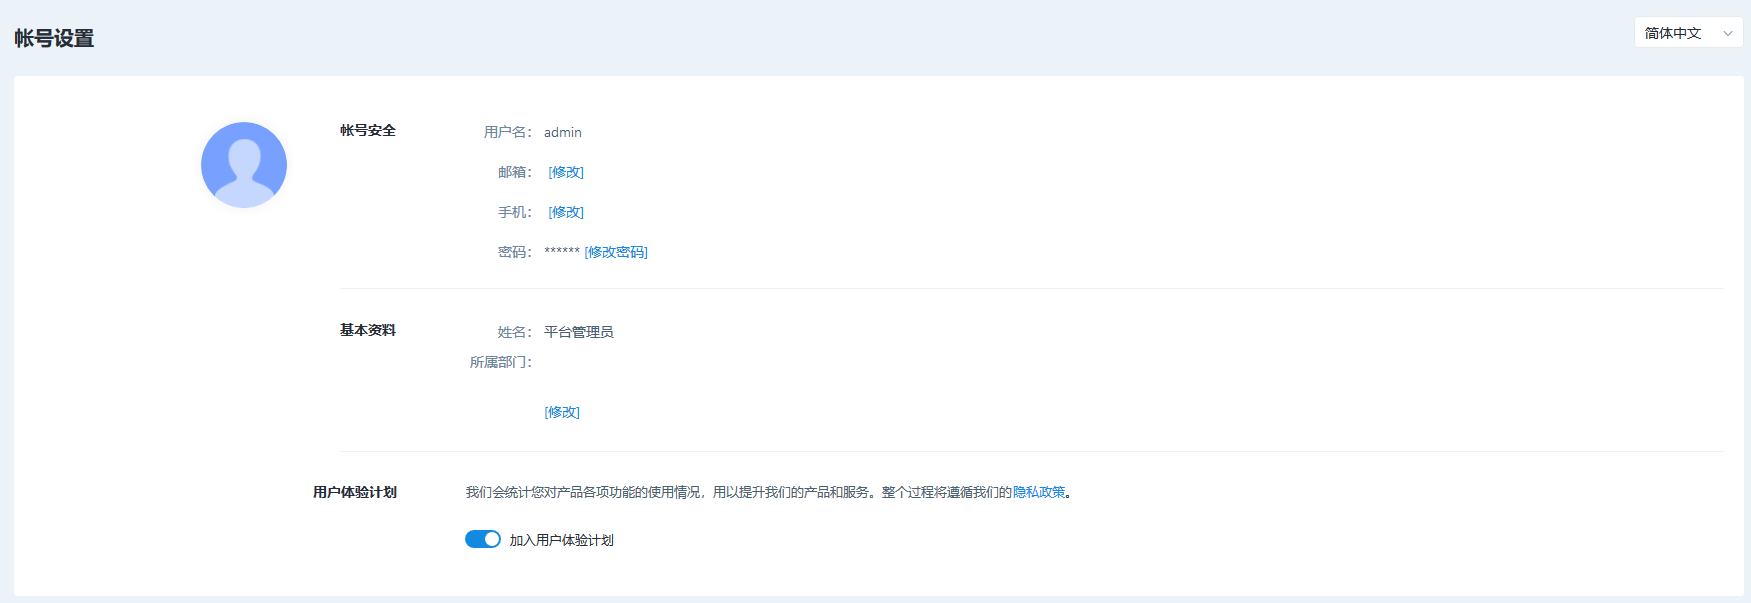 帐号设置
简体中文
帐号安全
用户名： admin
邮箱： [修改]
手机： [修改]
密码： ****** [修改密码]
基本资料
姓名： 平台管理员
所属部门：
[修改]
用户体验计划
我们会统计您对产品各项功能的使用情况，用以提升我们的产品和服务。整个过程将遵循我们的隐私政策。
加入用户体验计划